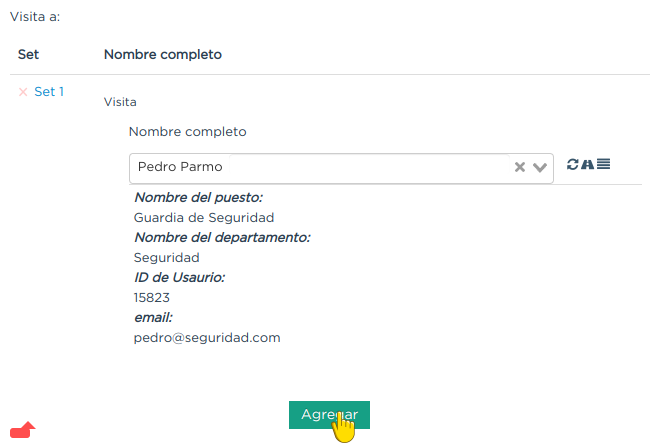 Visita a:
Set Nombre completo
× Set 1
Visita
Nombre completo
Pedro Parmo
Nombre del puesto:
Guardia de Seguridad
Nombre del departamento:
Seguridad
ID de Usaurio:
15823
email:
pedro@seguridad.com
Agregar